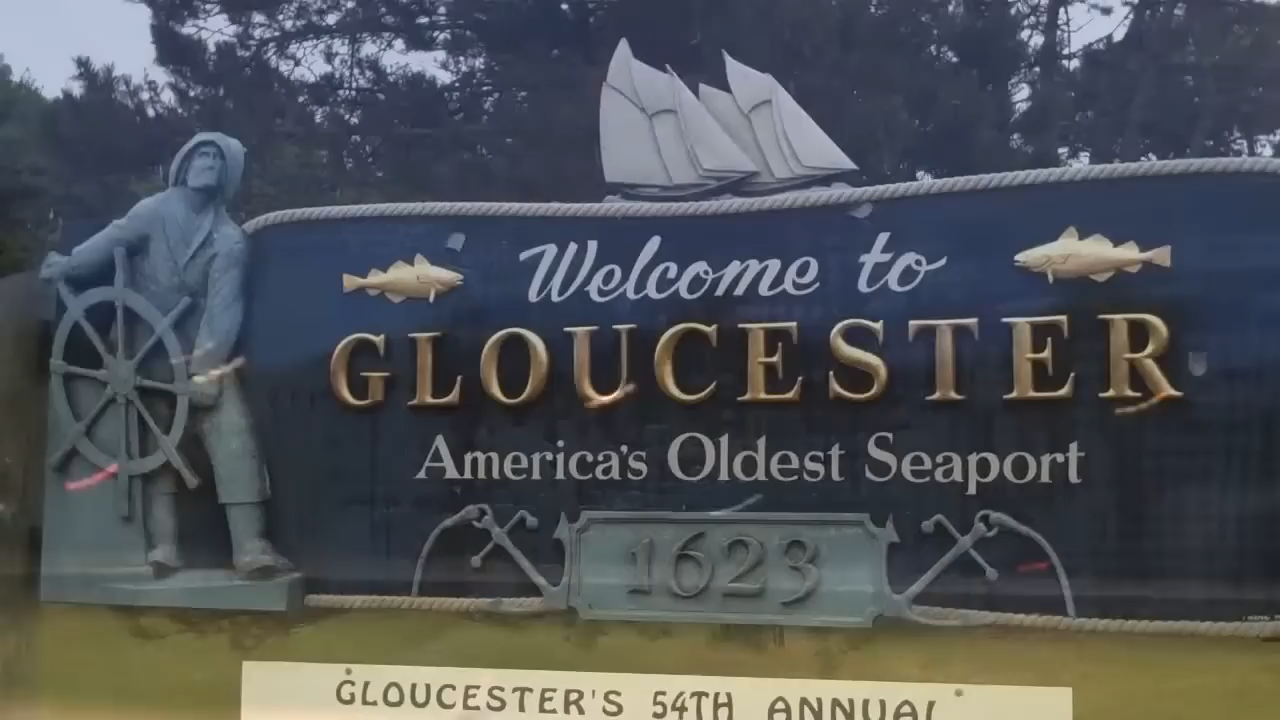 Welcome to
GLOUCESTER
America's Oldest Seaport
1623
GLOUCESTER'S 54TH ANNUAL